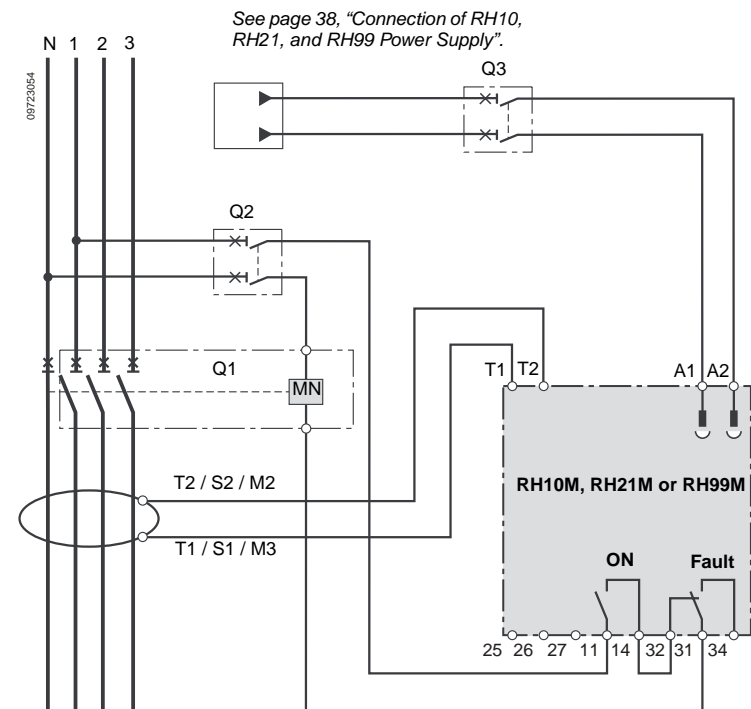 See page 38, “Connection of RH10,
RH21, and RH99 Power Supply”.
N 1 2 3
Q3
09723054
Q2
Q1
MN
T1 T2
A1 A2
T2 / S2 / M2
T1 / S1 / M3
RH10M, RH21M or RH99M
ON Fault
25 26 27 11 14 32 31 34